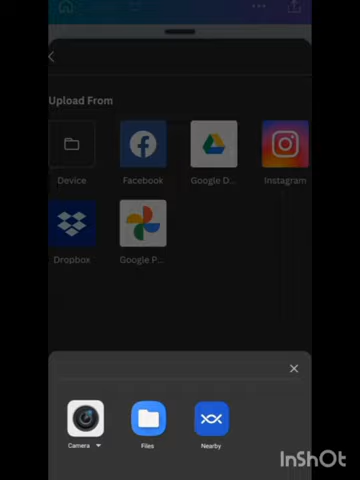 Upload From
Device
Facebook
Google D...
Instagram
Dropbox
Google P...
Camera
Files
Nearby
InShOt